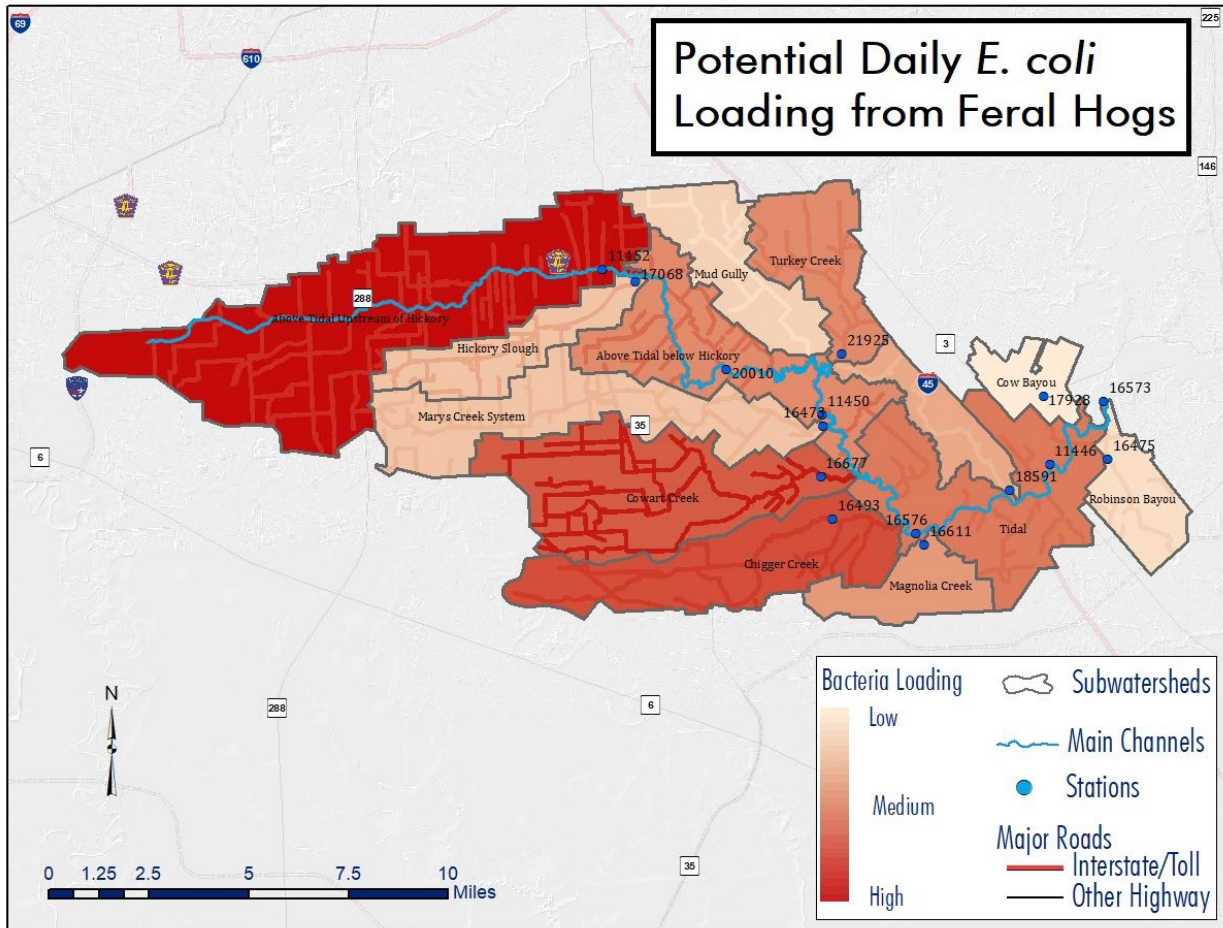 69
225
610
Potential Daily E. coli
Loading from Feral Hogs
146
11452
17068
Mud Gully
Turkey Creek
288
Above Tidal Upstream of Hickory
Hickory Slough
Above Tidal below Hickory
21925
3
20010
45
Cow Bayou
16573
17928
Marys Creek System
35
16473
11450
6
11446
16475
16677
18591
Cowart Creek
Robinson Bayou
16493
16576
16611
Tidal
Chigger Creek
Magnolia Creek
N
288
6
35
0 1.25 2.5 5 7.5 10
Miles
Bacteria Loading
Low
Medium
High
Subwatersheds
Main Channels
Stations
Major Roads
Interstate/Toll
Other Highway